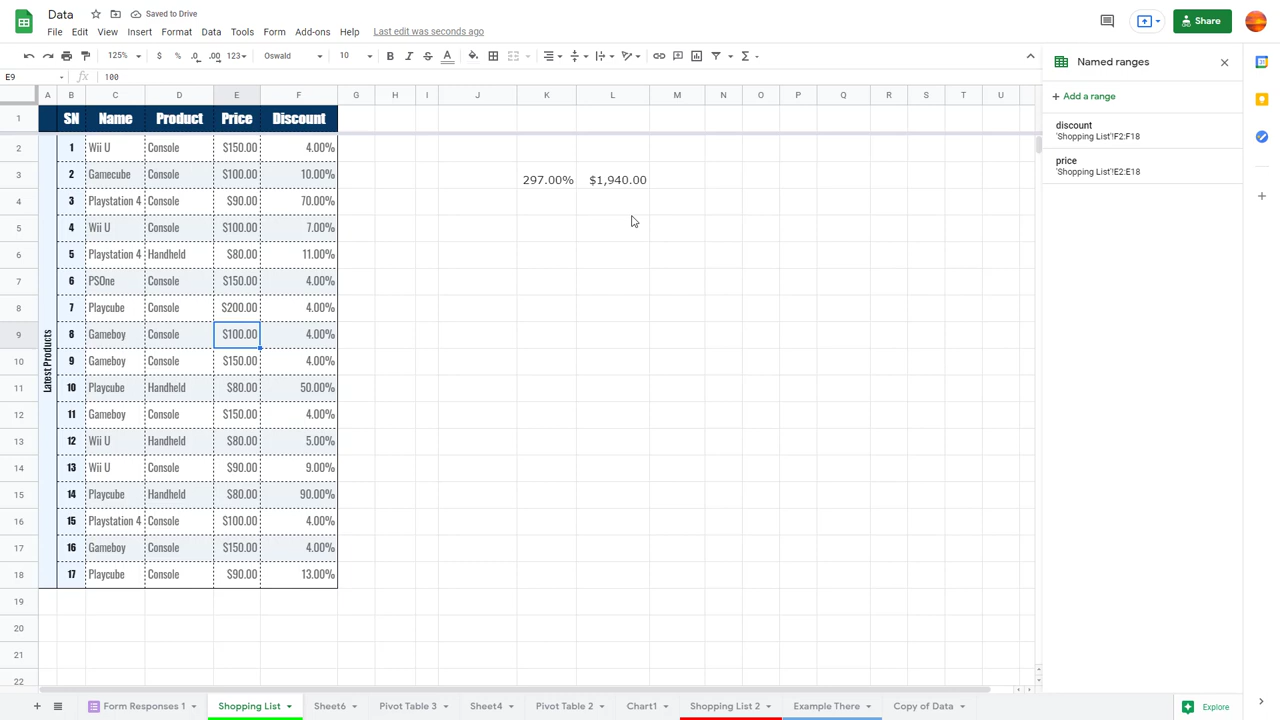 Data Saved to Drive
File Edit View Insert Format Data Tools Form Add-ons Help Last edit was seconds ago
Share
125% $ % .0 .00 123 Oswald 10 B I S A Σ
E9 fx 100
Named ranges
+ Add a range
discount
'Shopping List'!F2:F18
price
'Shopping List'!E2:E18
A B C D E F G H I J K L M N O P Q R S T U
1 SN Name Product Price Discount
2 1 Wii U Console $150.00 4.00%
3 2 Gamecube Console $100.00 10.00% 297.00% $1,940.00
4 3 Playstation 4 Console $90.00 70.00%
5 4 Wii U Console $100.00 7.00%
6 5 Playstation 4 Handheld $80.00 11.00%
7 6 PSOne Console $150.00 4.00%
8 7 Playcube Console $200.00 4.00%
9 8 Gameboy Console $100.00 4.00%
10 9 Gameboy Console $150.00 4.00%
11 10 Playcube Handheld $80.00 50.00%
12 11 Gameboy Console $150.00 4.00%
13 12 Wii U Handheld $80.00 5.00%
14 13 Wii U Console $90.00 9.00%
15 14 Playcube Handheld $80.00 90.00%
16 15 Playstation 4 Console $100.00 4.00%
17 16 Gameboy Console $150.00 4.00%
18 17 Playcube Console $90.00 13.00%
Latest Products
19
20
21
22
Form Responses 1 Shopping List Sheet6 Pivot Table 3 Sheet4 Pivot Table 2 Chart1 Shopping List 2 Example There Copy of Data Explore